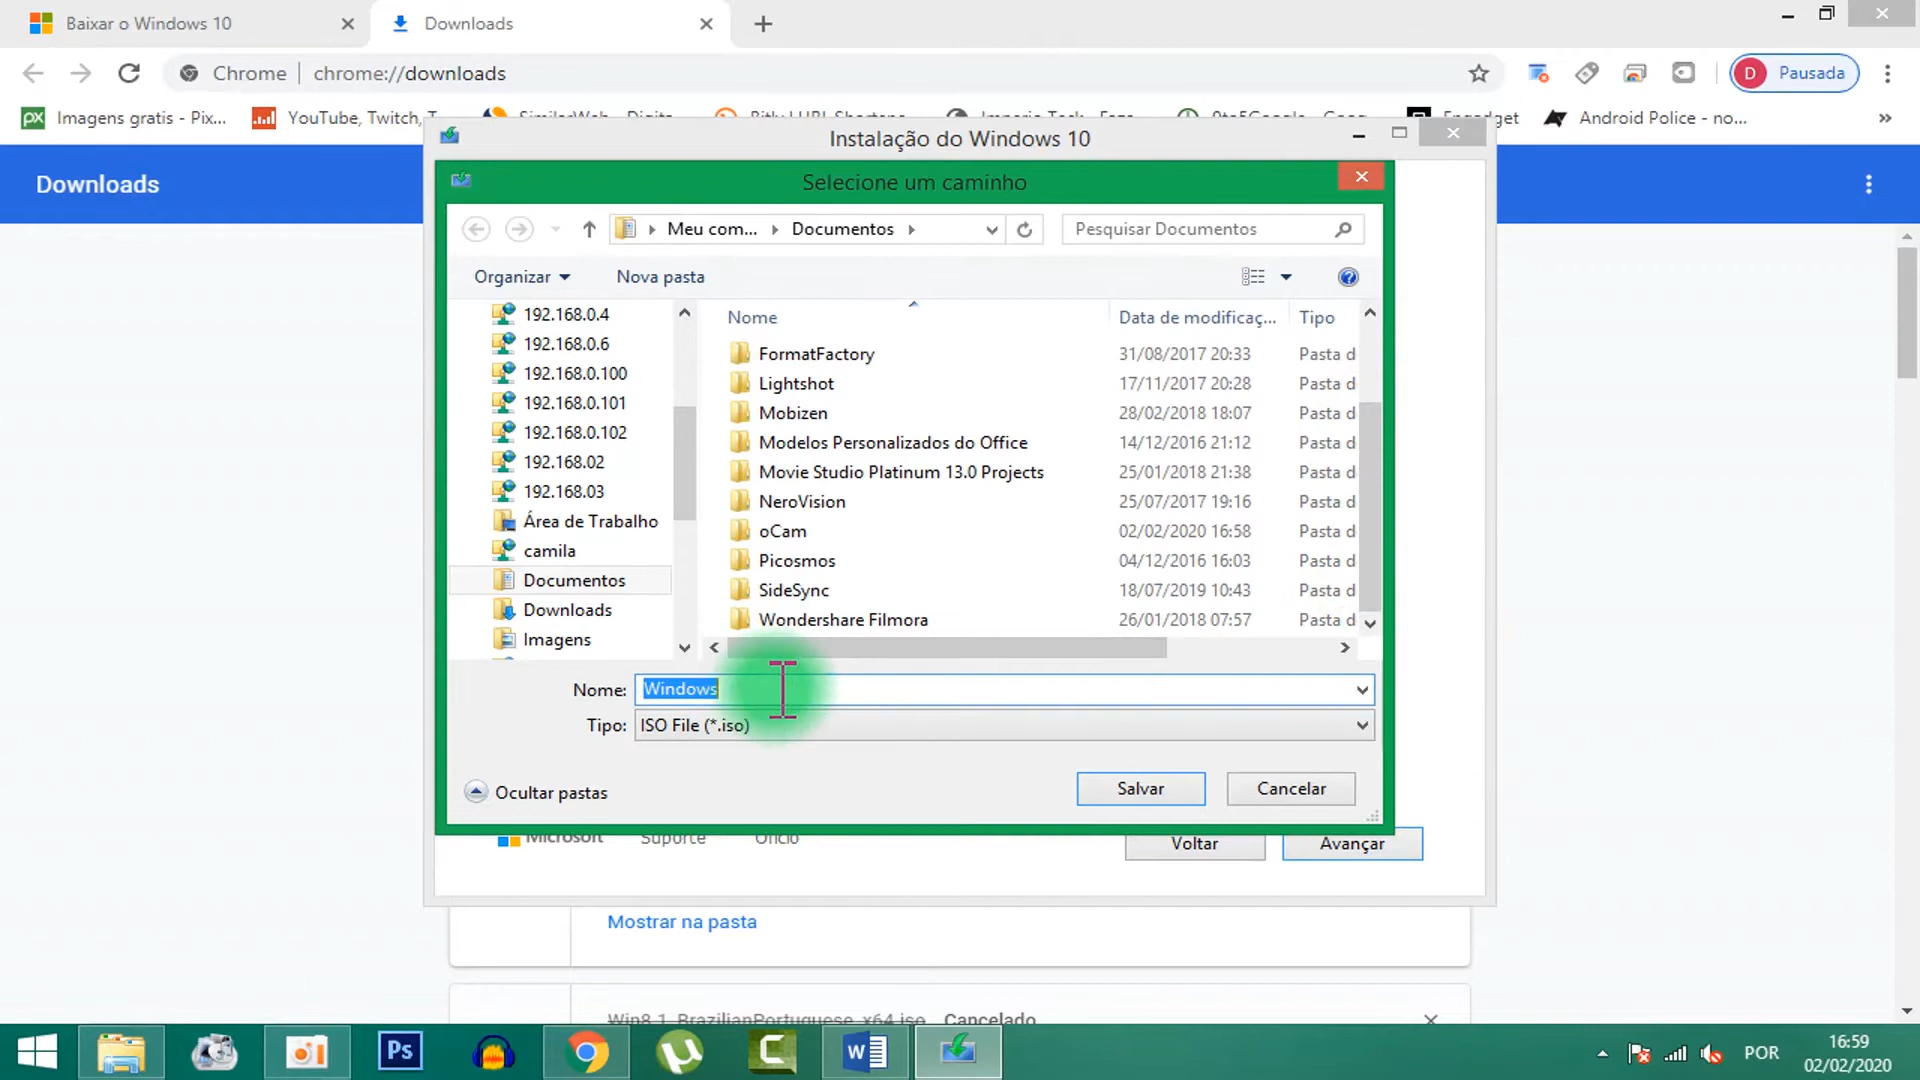 Baixar o Windows 10
Downloads
Chrome
chrome://downloads
D
Pausada
px
Imagens gratis - Pix...
YouTube, Twitch, T
Android Police - no...
»
Instalação do Windows 10
Downloads
Selecione um caminho
Meu com...
Documentos
Pesquisar Documentos
Organizar
Nova pasta
Nome
Data de modificaç...
Tipo
192.168.0.4
192.168.0.6
192.168.0.100
192.168.0.101
192.168.0.102
192.168.02
192.168.03
Área de Trabalho
camila
Documentos
Downloads
Imagens
FormatFactory 31/08/2017 20:33 Pasta d
Lightshot 17/11/2017 20:28 Pasta d
Mobizen 28/02/2018 18:07 Pasta d
Modelos Personalizados do Office 14/12/2016 21:12 Pasta d
Movie Studio Platinum 13.0 Projects 25/01/2018 21:38 Pasta d
NeroVision 25/07/2017 19:16 Pasta d
oCam 02/02/2020 16:58 Pasta d
Picosmos 04/12/2016 16:03 Pasta d
SideSync 18/07/2019 10:43 Pasta d
Wondershare Filmora 26/01/2018 07:57 Pasta d
Nome: Windows
Tipo: ISO File (*.iso)
Ocultar pastas
Salvar
Cancelar
Microsoft
Suporte
Voltar
Avançar
Mostrar na pasta
Win8.1_BrazilianPortuguese_x64.iso Cancelado
Ps
POR
16:59
02/02/2020